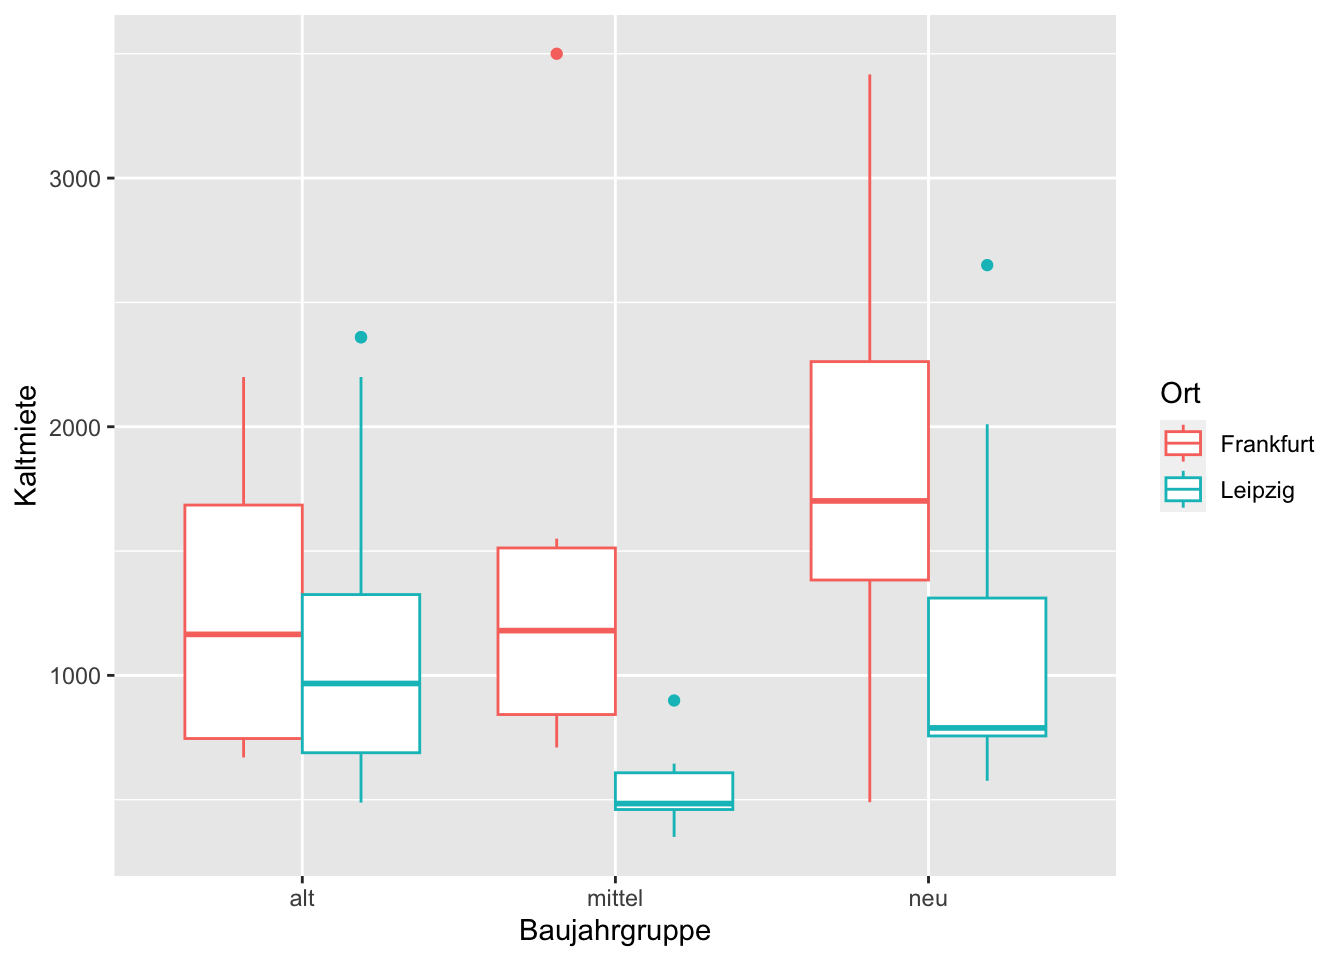 Kaltmiete
3000
2000
1000
alt
mittel
neu
Baujahrgruppe
Ort
Frankfurt
Leipzig